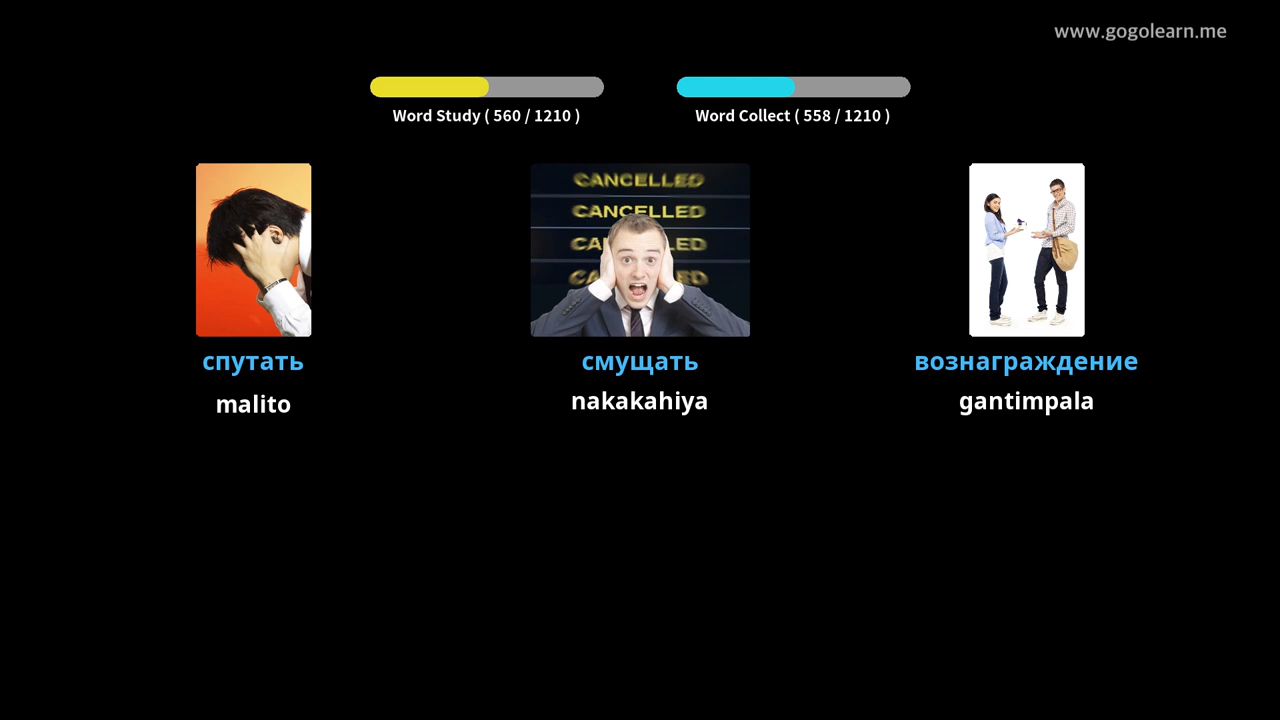 www.gogolearn.me
Word Study ( 560 / 1210 )
Word Collect ( 558 / 1210 )
CANCELLED
CANCELLED
спутать
malito
смущать
nakakahiya
вознаграждение
gantimpala